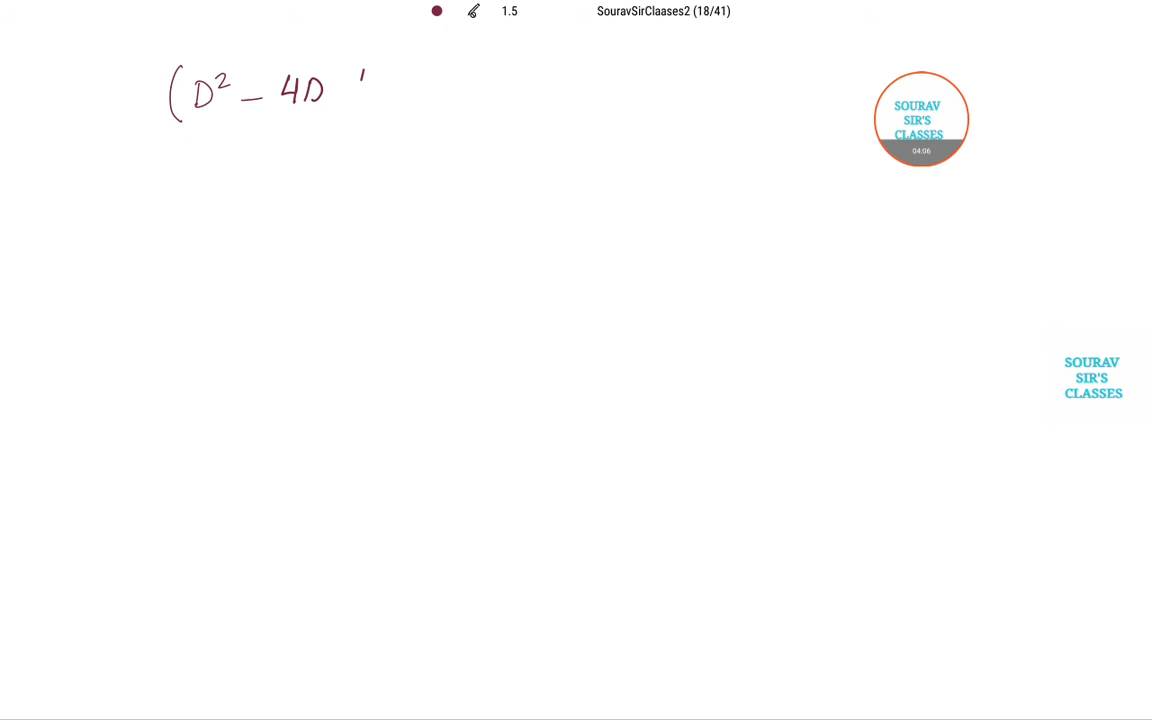 1.5 SouravSirClaases2 (18/41)
(D² - 4D '
SOURAV
SIR'S
CLASSES
04:06
SOURAV
SIR'S
CLASSES